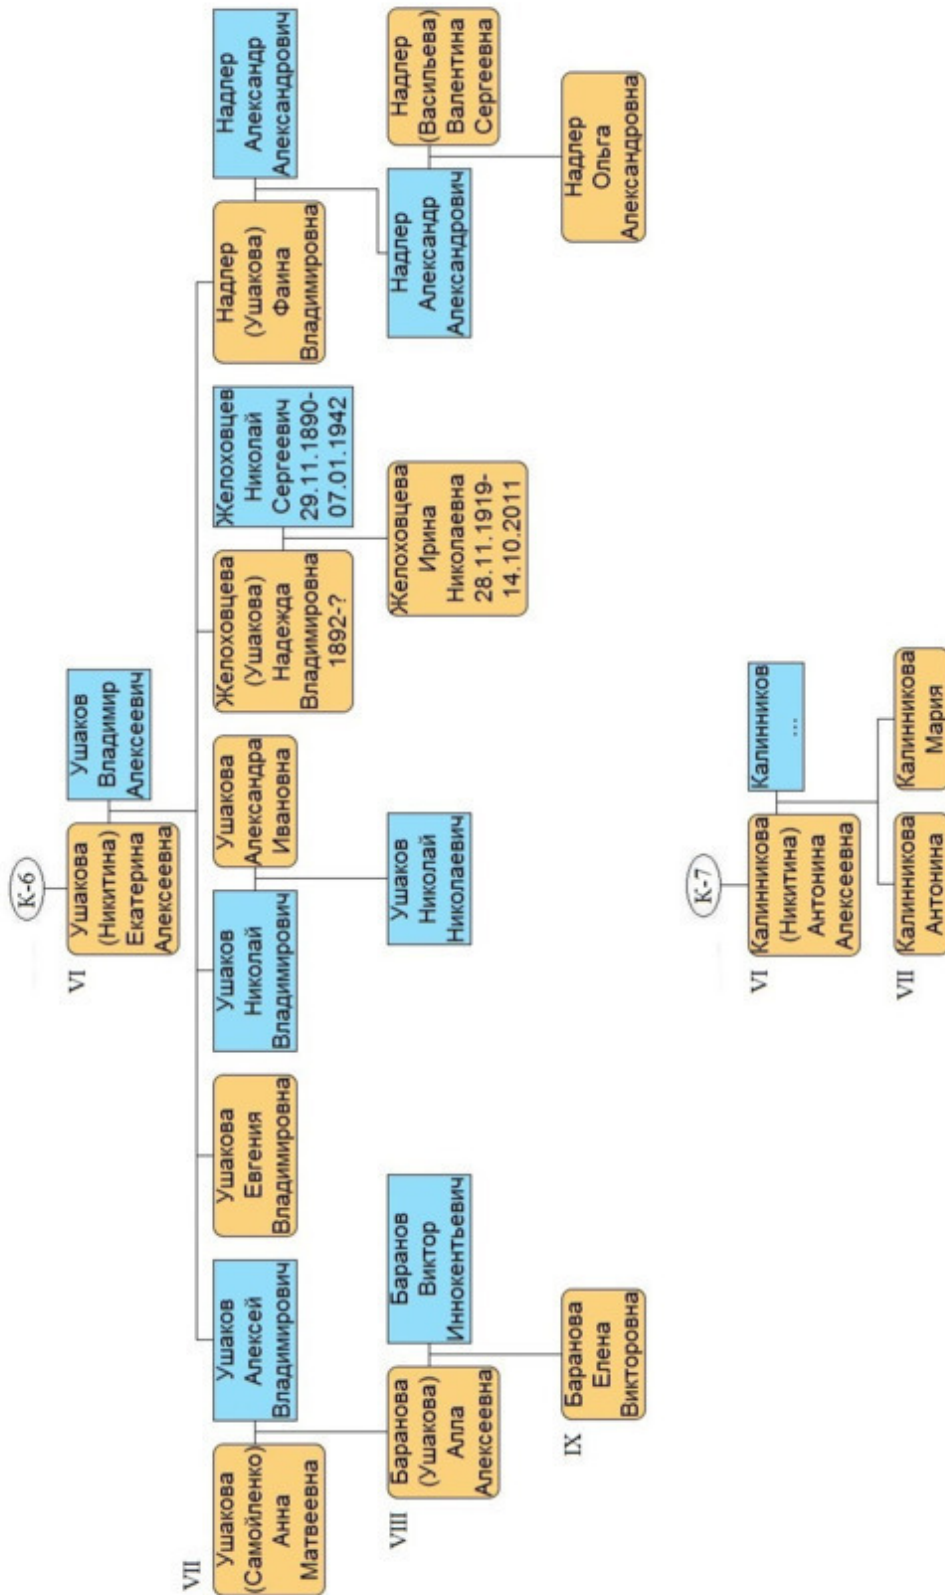 К-6
VI
Ушакова
(Никитина)
Екатерина
Алексеевна
Ушаков
Владимир
Алексеевич
VII
Ушакова
(Самойленко)
Анна
Матвеевна
Ушаков
Алексей
Владимирович
Ушакова
Евгения
Владимировна
Ушаков
Николай
Владимирович
Ушакова
Александра
Ивановна
Желоховцева
(Ушакова)
Надежда
Владимировна
1892-?
Желоховцев
Николай
Сергеевич
29.11.1890-
07.01.1942
Надлер
(Ушакова)
Фаина
Владимировна
Надлер
Александр
Александрович
VIII
Баранова
(Ушакова)
Алла
Алексеевна
Баранов
Виктор
Иннокентьевич
Ушаков
Николай
Николаевич
Желоховцева
Ирина
Николаевна
28.11.1919-
14.10.2011
Надлер
Александр
Александрович
Надлер
(Васильева)
Валентина
Сергеевна
IX
Баранова
Елена
Викторовна
Надлер
Ольга
Александровна
К-7
VI
Калинникова
(Никитина)
Антонина
Алексеевна
Калинников
...
VII
Калинникова
Антонина
Калинникова
Мария